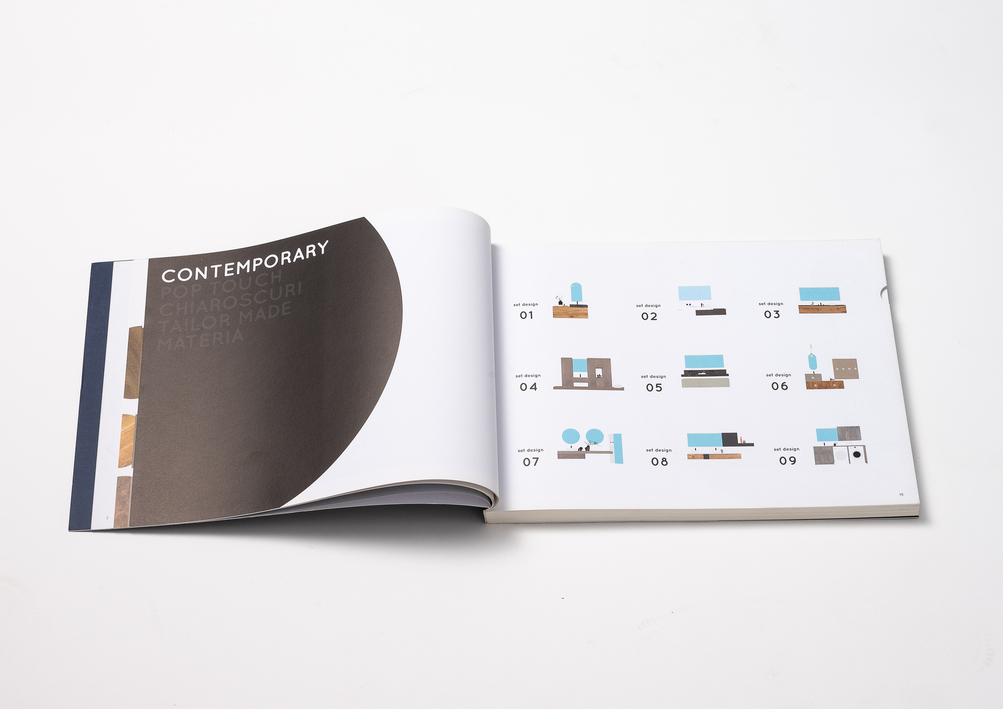 CONTEMPORARY
POP TOUCH
CHIAROSCURI
TAILOR MADE
MATERIA
set design
01
set design
02
set design
03
set design
04
set design
05
set design
06
set design
07
set design
08
set design
09